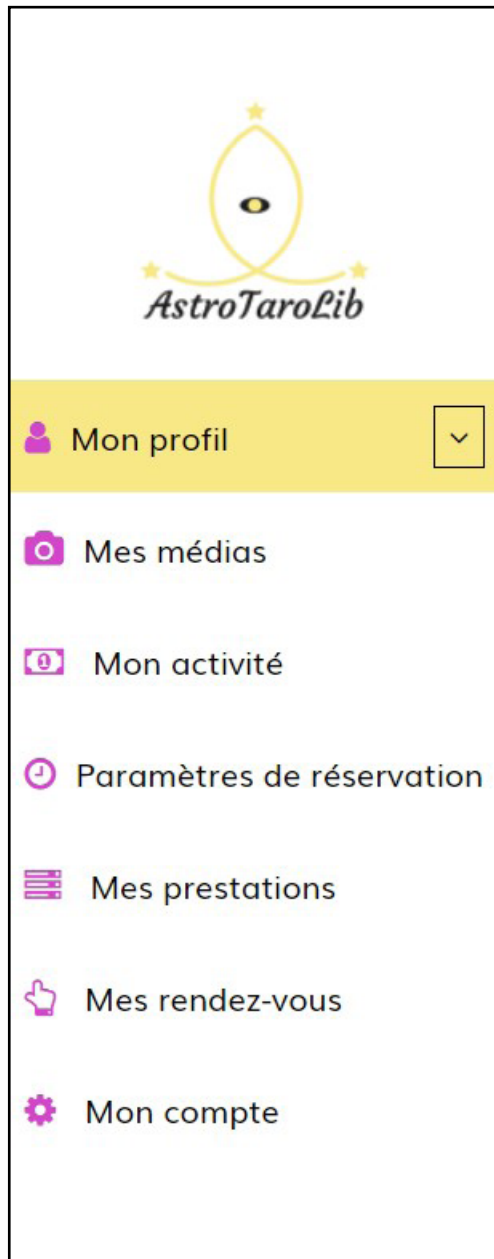 AstroTaroLib
Mon profil
Mes médias
Mon activité
Paramètres de réservation
Mes prestations
Mes rendez-vous
Mon compte